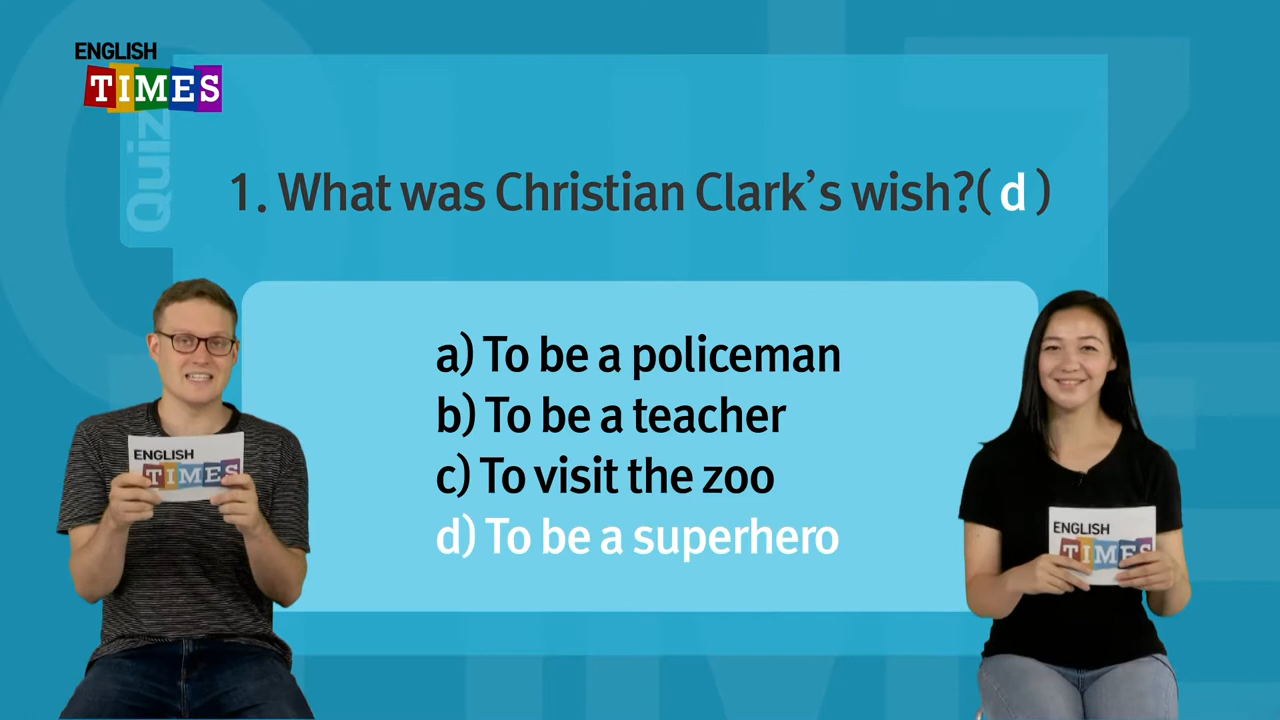 ENGLISH
TIMES
Quiz
1. What was Christian Clark's wish?( d )
a) To be a policeman
b) To be a teacher
c) To visit the zoo
d) To be a superhero
ENGLISH
TIMES
ENGLISH
TIMES